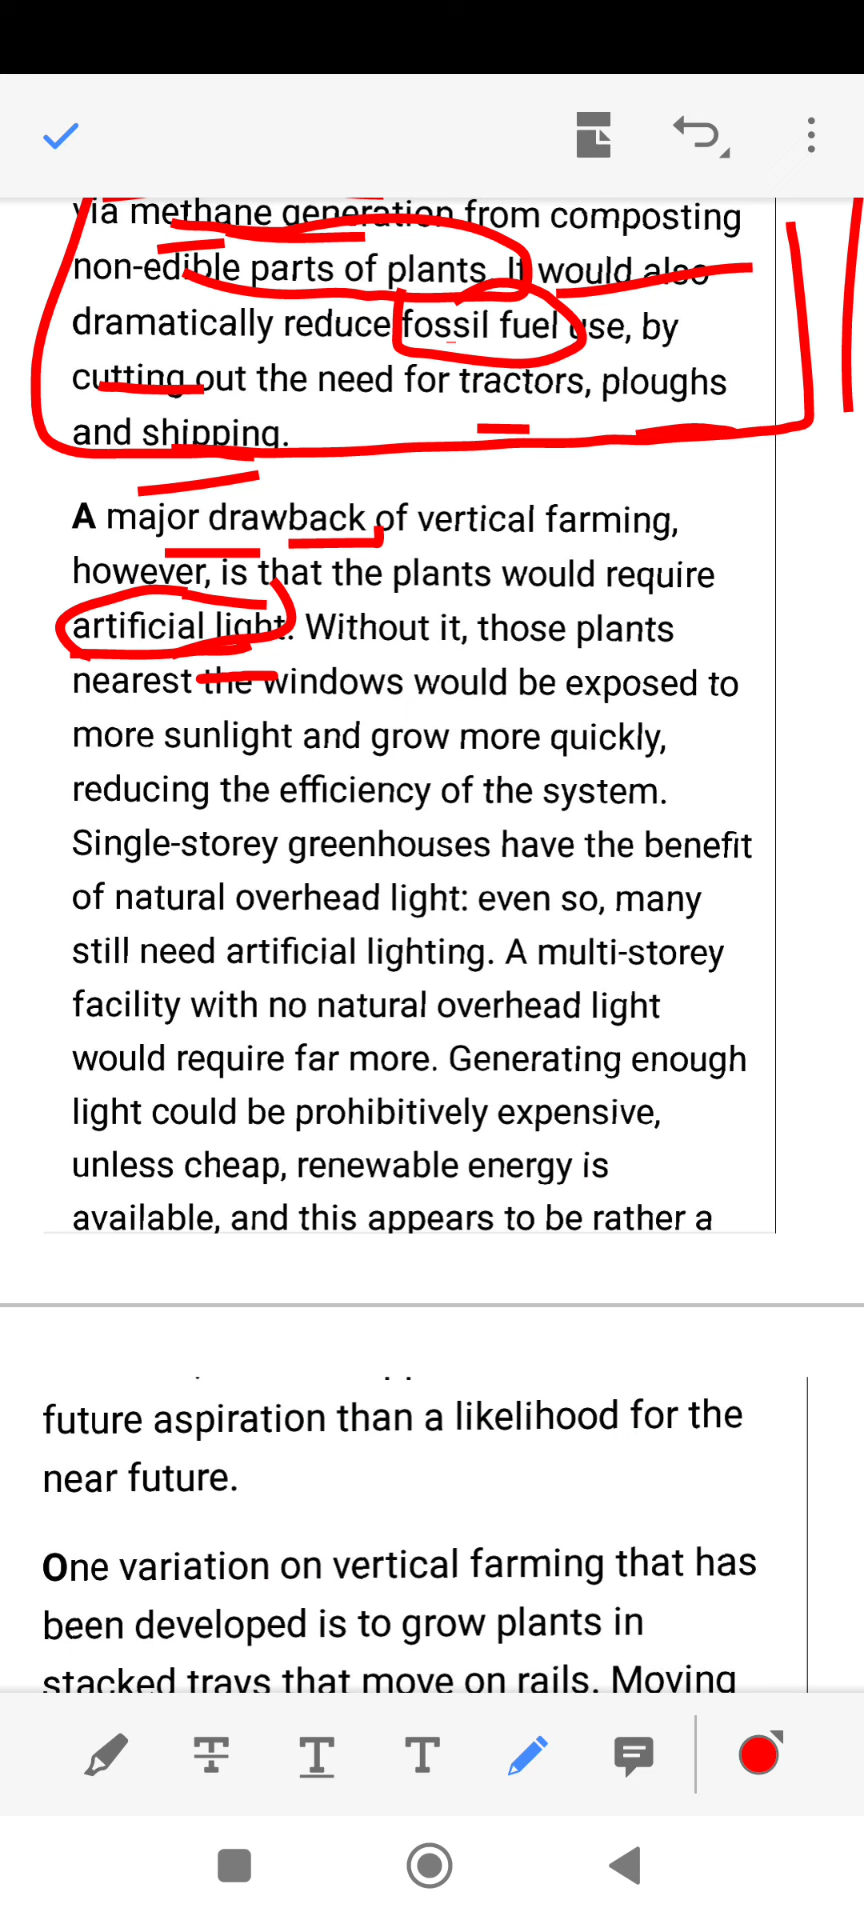 via methane generation from composting
non-edible parts of plants. It would also
dramatically reduce fossil fuel use, by
cutting out the need for tractors, ploughs
and shipping.
A major drawback of vertical farming,
however, is that the plants would require
artificial light. Without it, those plants
nearest the windows would be exposed to
more sunlight and grow more quickly,
reducing the efficiency of the system.
Single-storey greenhouses have the benefit
of natural overhead light: even so, many
still need artificial lighting. A multi-storey
facility with no natural overhead light
would require far more. Generating enough
light could be prohibitively expensive,
unless cheap, renewable energy is
available, and this appears to be rather a
future aspiration than a likelihood for the
near future.
One variation on vertical farming that has
been developed is to grow plants in
stacked trays that move on rails. Moving